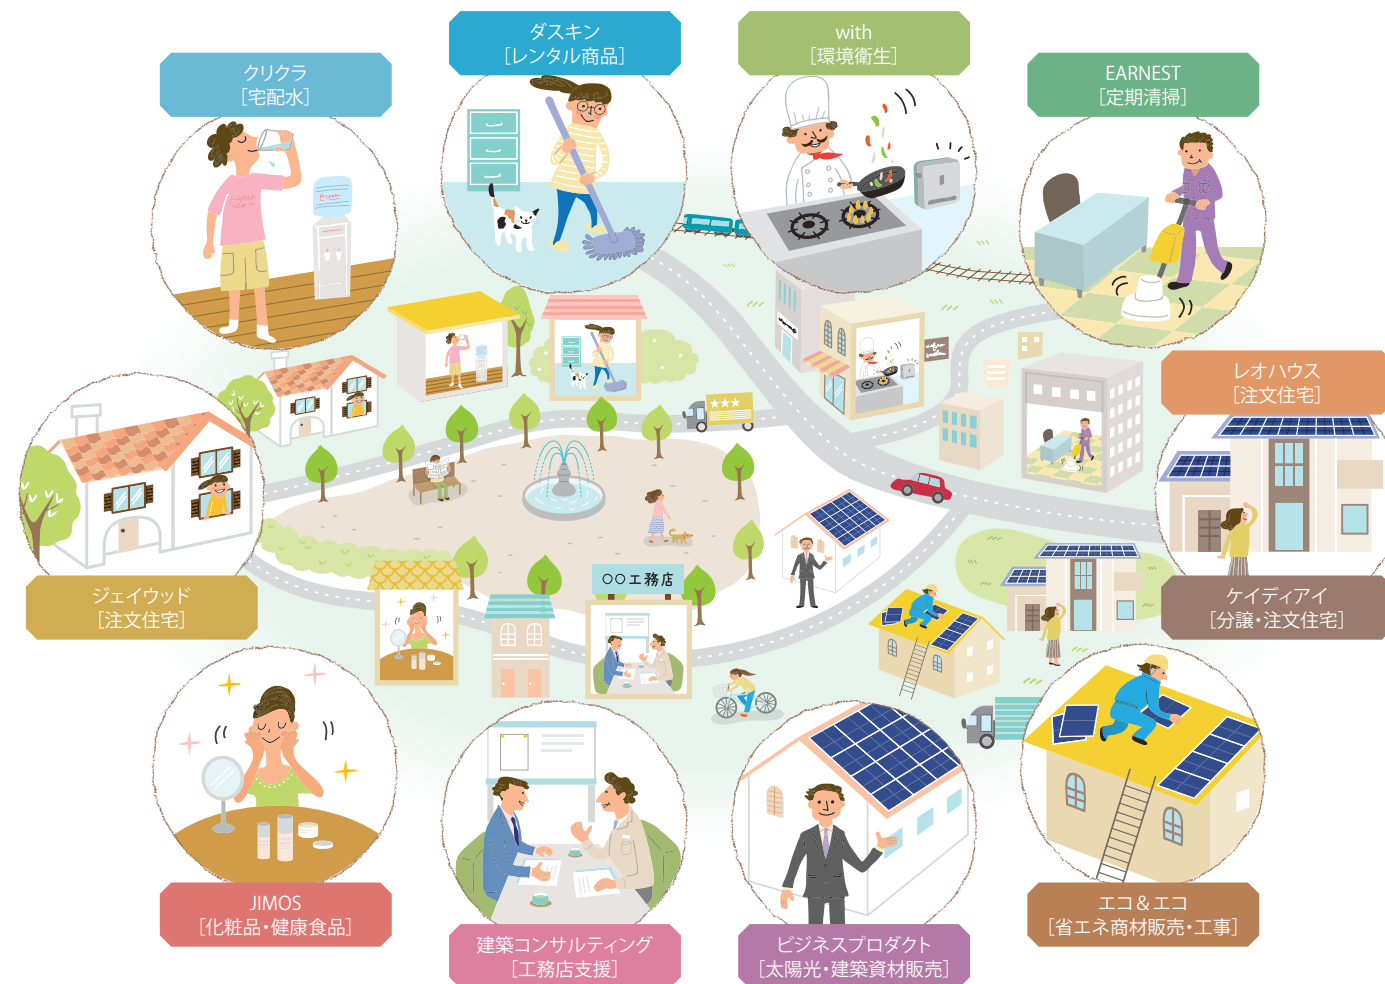 ダスキン
［レンタル商品］
with
［環境衛生］
クリクラ
［宅配水］
EARNEST
［定期清掃］
レオハウス
［注文住宅］
ジェイウッド
［注文住宅］
○○工務店
ケイディアイ
［分譲・注文住宅］
JIMOS
［化粧品・健康食品］
エコ & エコ
［省エネ商材販売・工事］
建築コンサルティング
［工務店支援］
ビジネスプロダクト
［太陽光・建築資材販売］